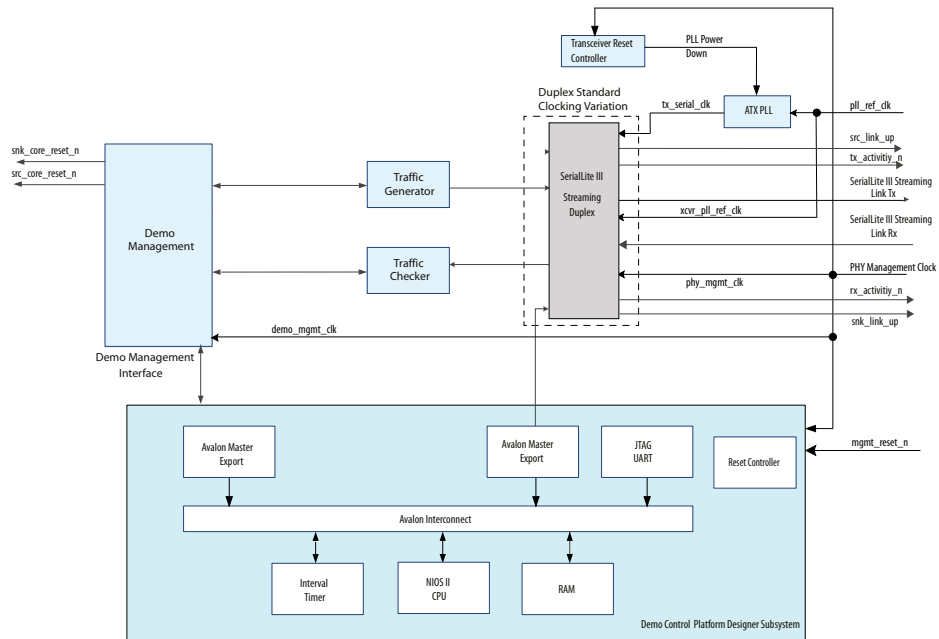 Transceiver Reset
Controller
PLL Power
Down
Duplex Standard
Clocking Variation
tx_serial_clk
ATX PLL
pll_ref_clk
snk_core_reset_n
src_core_reset_n
Demo
Management
Traffic
Generator
Traffic
Checker
SerialLite III
Streaming
Duplex
src_link_up
tx_activitiy_n
SerialLite III Streaming
Link Tx
xcvr_pll_ref_clk
SerialLite III Streaming
Link Rx
PHY Management Clock
phy_mgmt_clk
rx_activitiy_n
snk_link_up
demo_mgmt_clk
Demo Management
Interface
Avalon Master
Export
Avalon Master
Export
JTAG
UART
Reset Controller
mgmt_reset_n
Avalon Interconnect
Interval
Timer
NIOS II
CPU
RAM
Demo Control Platform Designer Subsystem